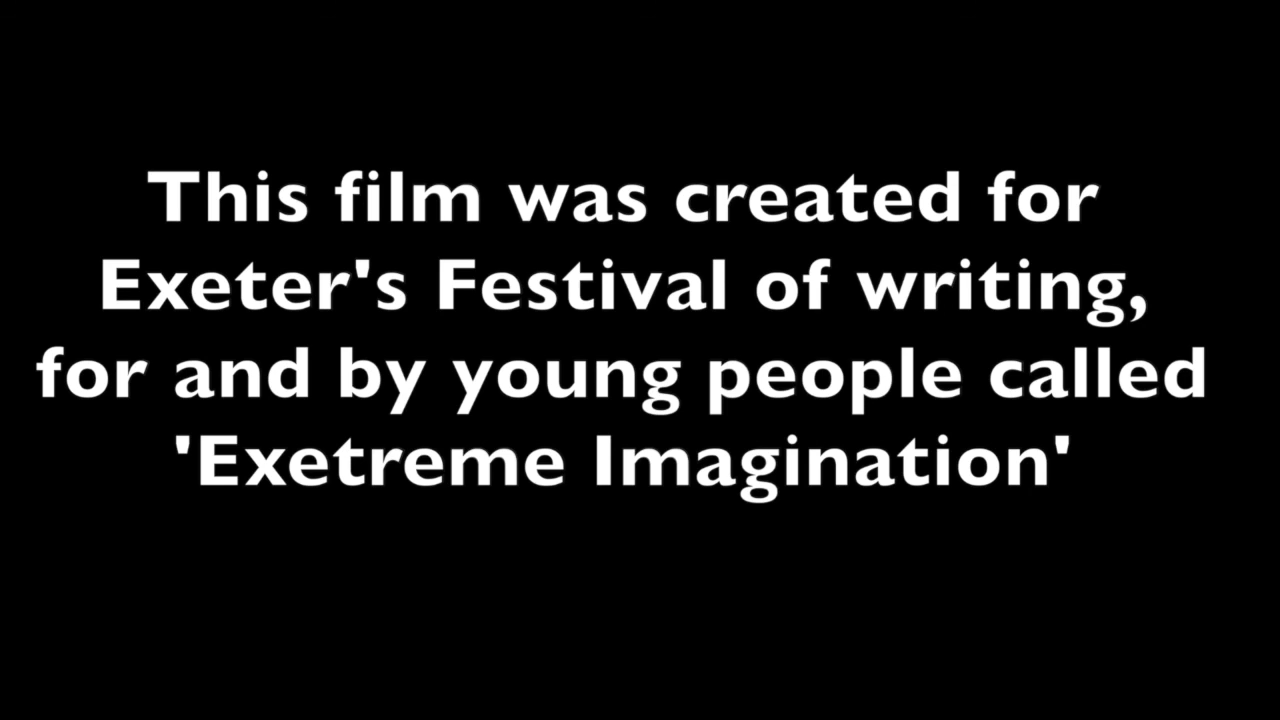 This film was created for
Exeter's Festival of writing,
for and by young people called
'Exetreme Imagination'